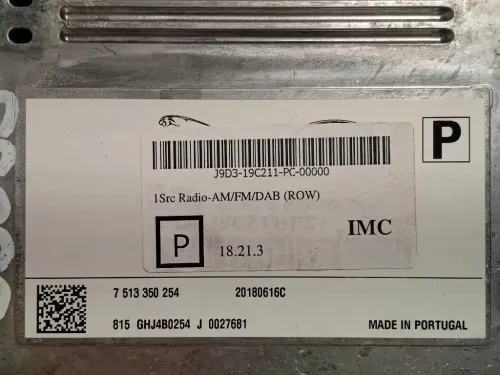 P
J9D3-19C211-PC-00000
1Src Radio-AM/FM/DAB (ROW)
P
18.21.3
IMC
7 513 350 254 20180616C
815 GHJ4B0254 J 0027681
MADE IN PORTUGAL